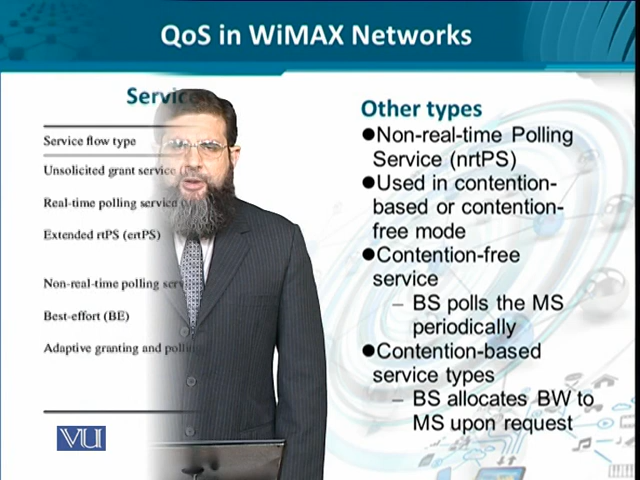 QoS in WiMAX Networks
Service flow type
Unsolicited grant service
Real-time polling service
Extended rtPS (ertPS)
Non-real-time polling
Best-effort (BE)
Adaptive granting and
VU
Other types
●Non-real-time Polling
Service (nrtPS)
●Used in contention-
based or contention-
free mode
●Contention-free
service
– BS polls the MS
periodically
●Contention-based
service types
– BS allocates BW to
MS upon request